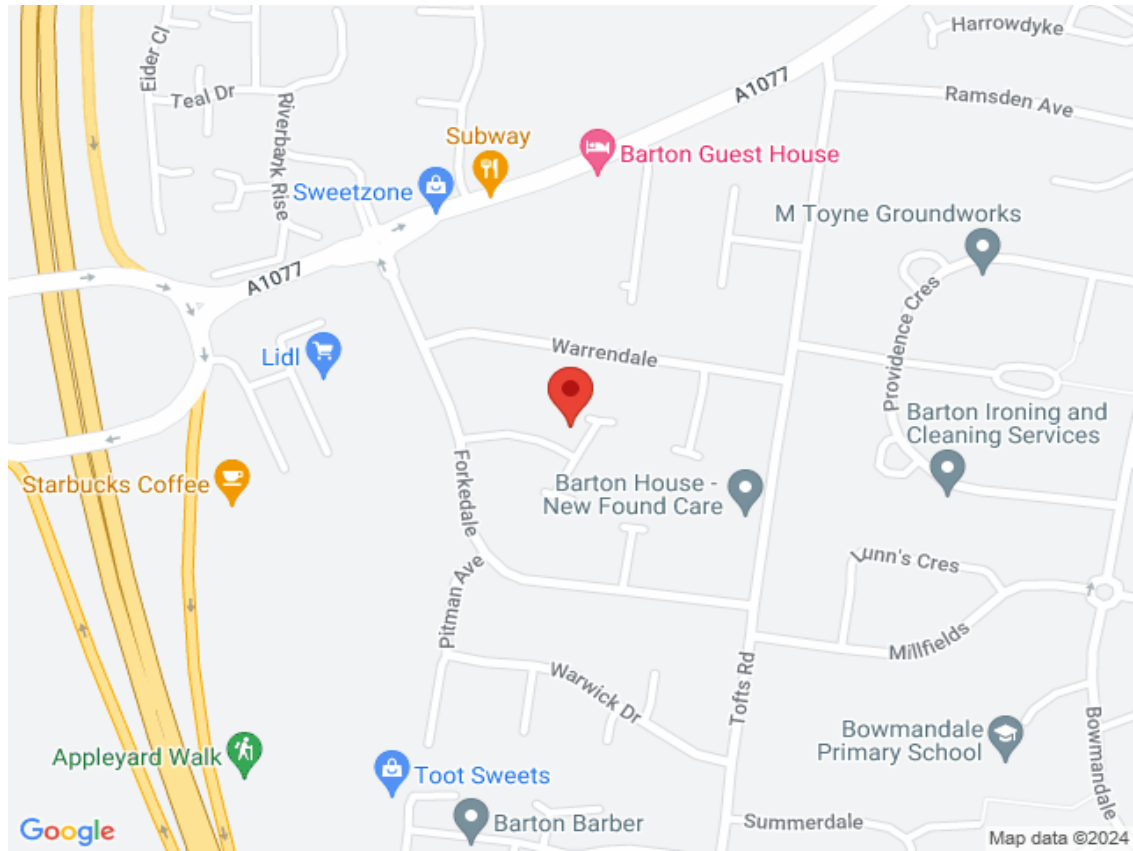 Harrowdyke
Eider Cl
Teal Dr
A1077
Ramsden Ave
Riverbank Rise
Subway
Barton Guest House
Sweetzone
M Toyne Groundworks
A1077
Providence Cres
Lidl
Warrendale
Barton Ironing and
Cleaning Services
Starbucks Coffee
Forkedale
Barton House -
New Found Care
Lunn's Cres
Pitman Ave
Millfields
Warwick Dr
Tofts Rd
Bowmandale
Primary School
Bowmandale
Appleyard Walk
Toot Sweets
Barton Barber
Summerdale
Google
Map data ©2024